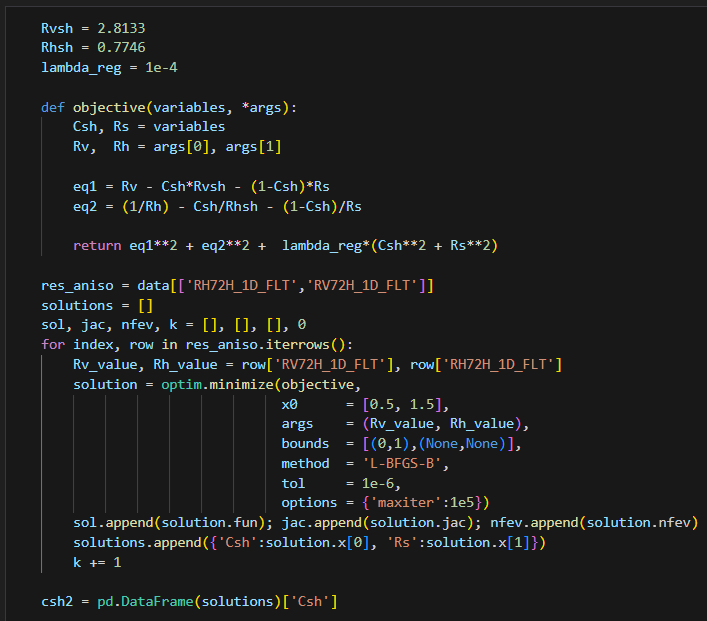 Rvsh = 2.8133
Rhsh = 0.7746
lambda_reg = 1e-4
def objective(variables, *args):
    Csh, Rs = variables
    Rv,  Rh = args[0], args[1]
    eq1 = Rv - Csh*Rvsh - (1-Csh)*Rs
    eq2 = (1/Rh) - Csh/Rhsh - (1-Csh)/Rs
    return eq1**2 + eq2**2 +  lambda_reg*(Csh**2 + Rs**2)
res_aniso = data[['RH72H_1D_FLT','RV72H_1D_FLT']]
solutions = []
sol, jac, nfev, k = [], [], [], 0
for index, row in res_aniso.iterrows():
    Rv_value, Rh_value = row['RV72H_1D_FLT'], row['RH72H_1D_FLT']
    solution = optim.minimize(objective,
                              x0      = [0.5, 1.5],
                              args    = (Rv_value, Rh_value),
                              bounds  = [(0,1),(None,None)],
                              method  = 'L-BFGS-B',
                              tol     = 1e-6,
                              options = {'maxiter':1e5})
    sol.append(solution.fun); jac.append(solution.jac); nfev.append(solution.nfev)
    solutions.append({'Csh':solution.x[0], 'Rs':solution.x[1]})
    k += 1
csh2 = pd.DataFrame(solutions)['Csh']